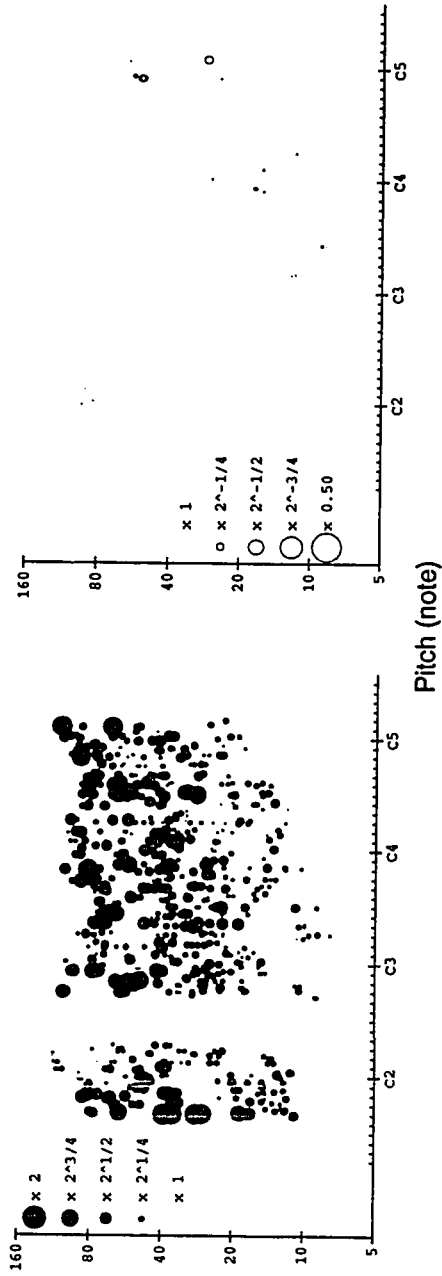 160
80
40
20
10
5
× 2
× 2^3/4
× 2^1/2
× 2^1/4
× 1
C2
C3
C4
C5
160
80
40
20
10
5
× 1
× 2^-1/4
× 2^-1/2
× 2^-3/4
× 0.50
C2
C3
C4
C5
Pitch (note)